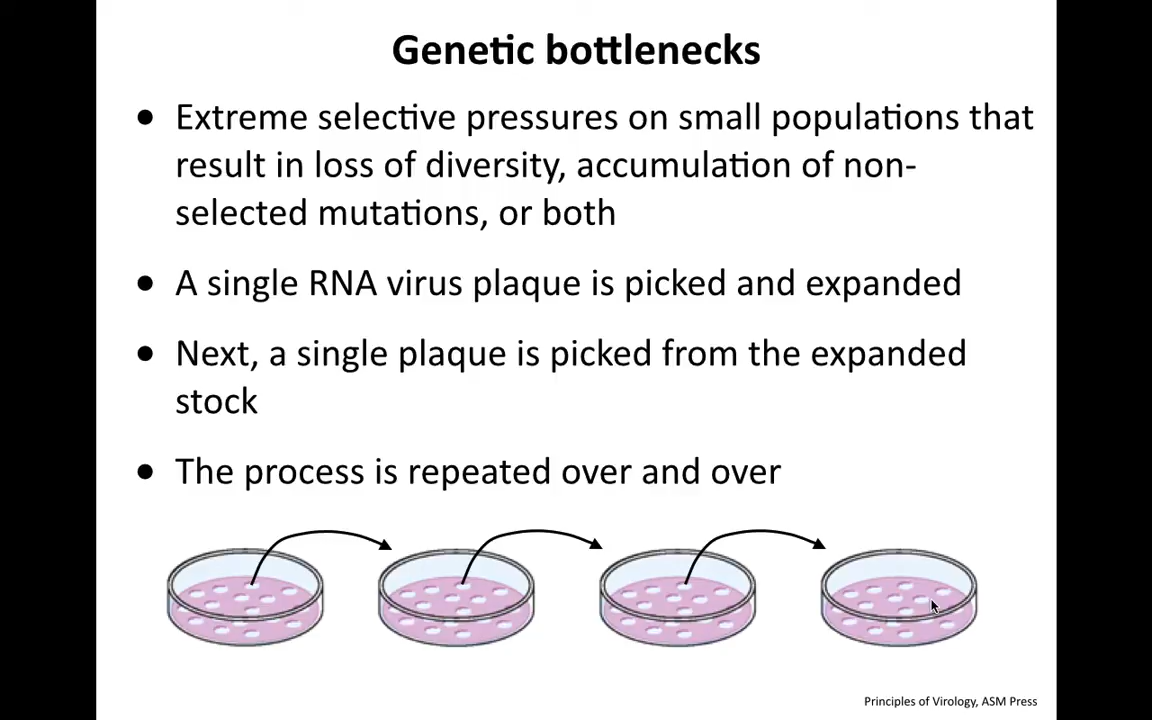 Genetic bottlenecks
● Extreme selective pressures on small populations that
result in loss of diversity, accumulation of non-
selected mutations, or both
● A single RNA virus plaque is picked and expanded
● Next, a single plaque is picked from the expanded
stock
● The process is repeated over and over
Principles of Virology, ASM Press